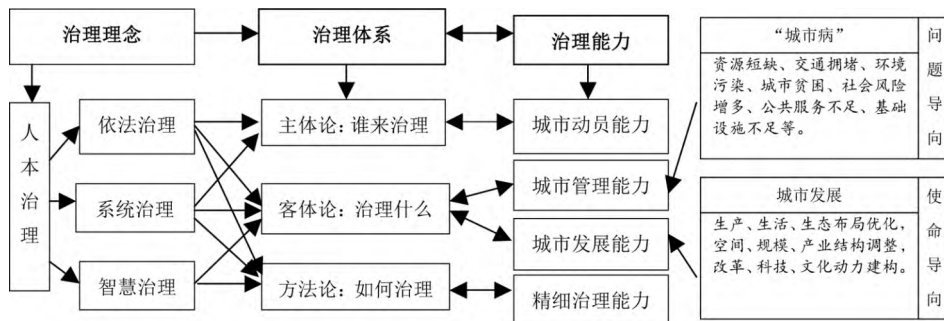 治理理念
治理体系
治理能力
人本治理
依法治理
系统治理
智慧治理
主体论：谁来治理
客体论：治理什么
方法论：如何治理
城市动员能力
城市管理能力
城市发展能力
精细治理能力
“城市病”
资源短缺、交通拥堵、环境
污染、城市贫困、社会风险
增多、公共服务不足、基础
设施不足等。
问题导向
城市发展
生产、生活、生态布局优化，
空间、规模、产业结构调整，
改革、科技、文化动力建构。
使命导向